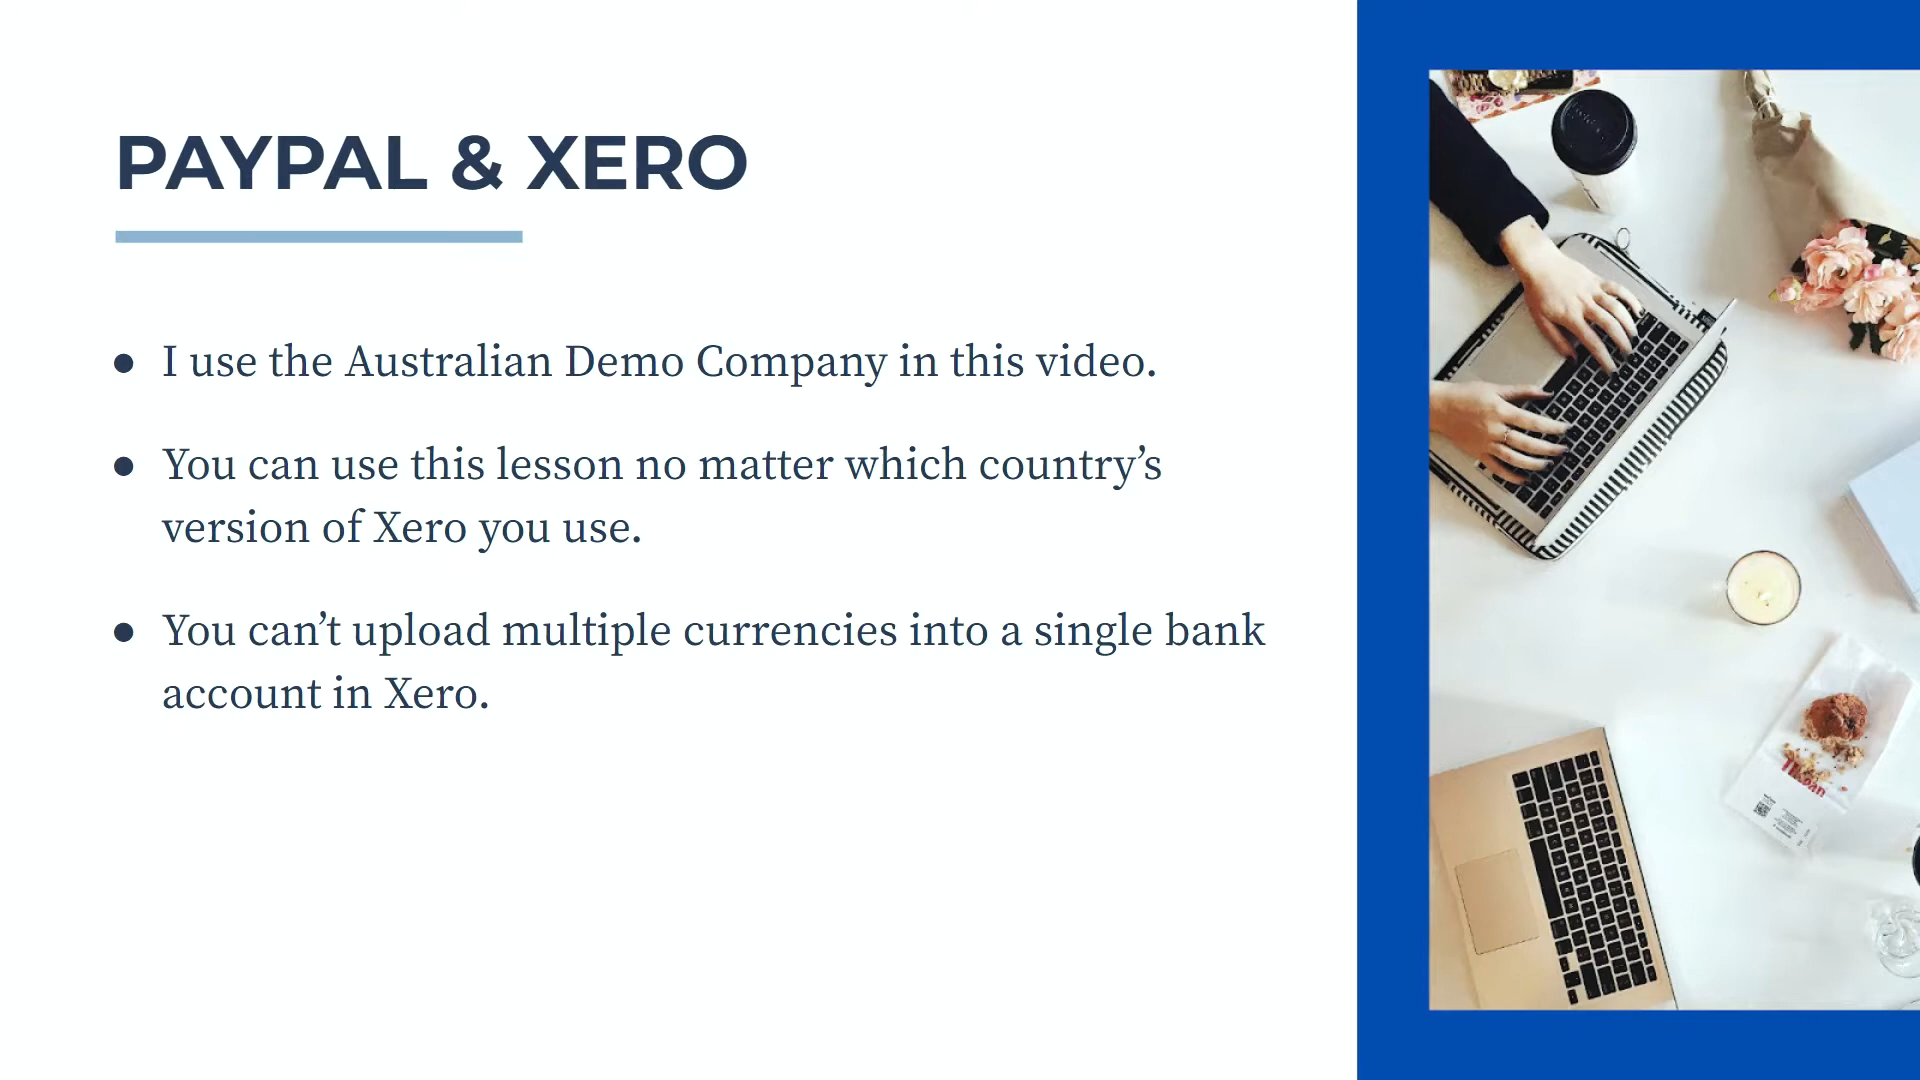 PAYPAL & XERO
● I use the Australian Demo Company in this video.
● You can use this lesson no matter which country’s
version of Xero you use.
● You can’t upload multiple currencies into a single bank
account in Xero.